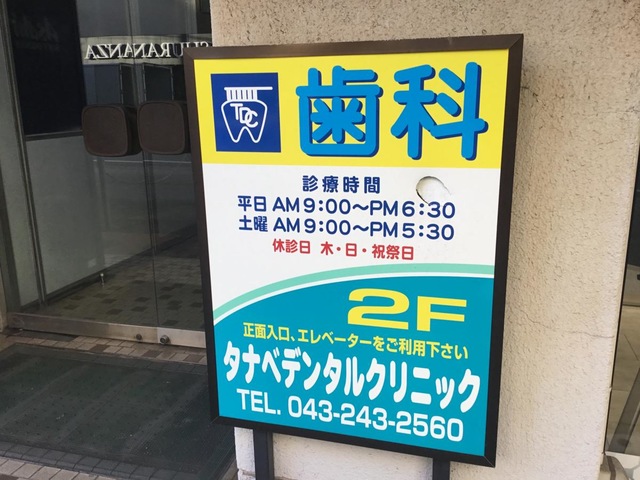 SHURANANZA
TDC
歯科
診療時間
平日 AM9:00〜PM6:30
土曜 AM9:00〜PM5:30
休診日 木・日・祝祭日
2F
正面入口、エレベーターをご利用下さい
タナベデンタルクリニック
TEL. 043-243-2560